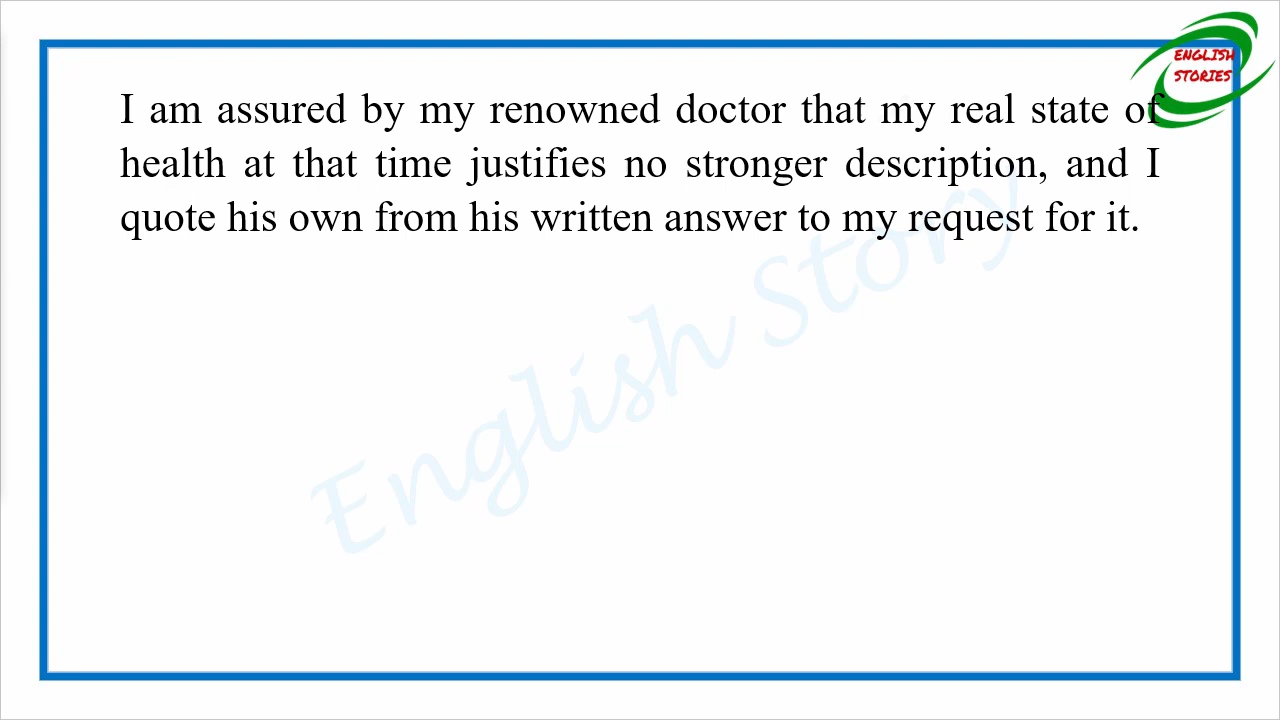 ENGLISH
STORIES
I am assured by my renowned doctor that my real state of
health at that time justifies no stronger description, and I
quote his own from his written answer to my request for it.
English Story